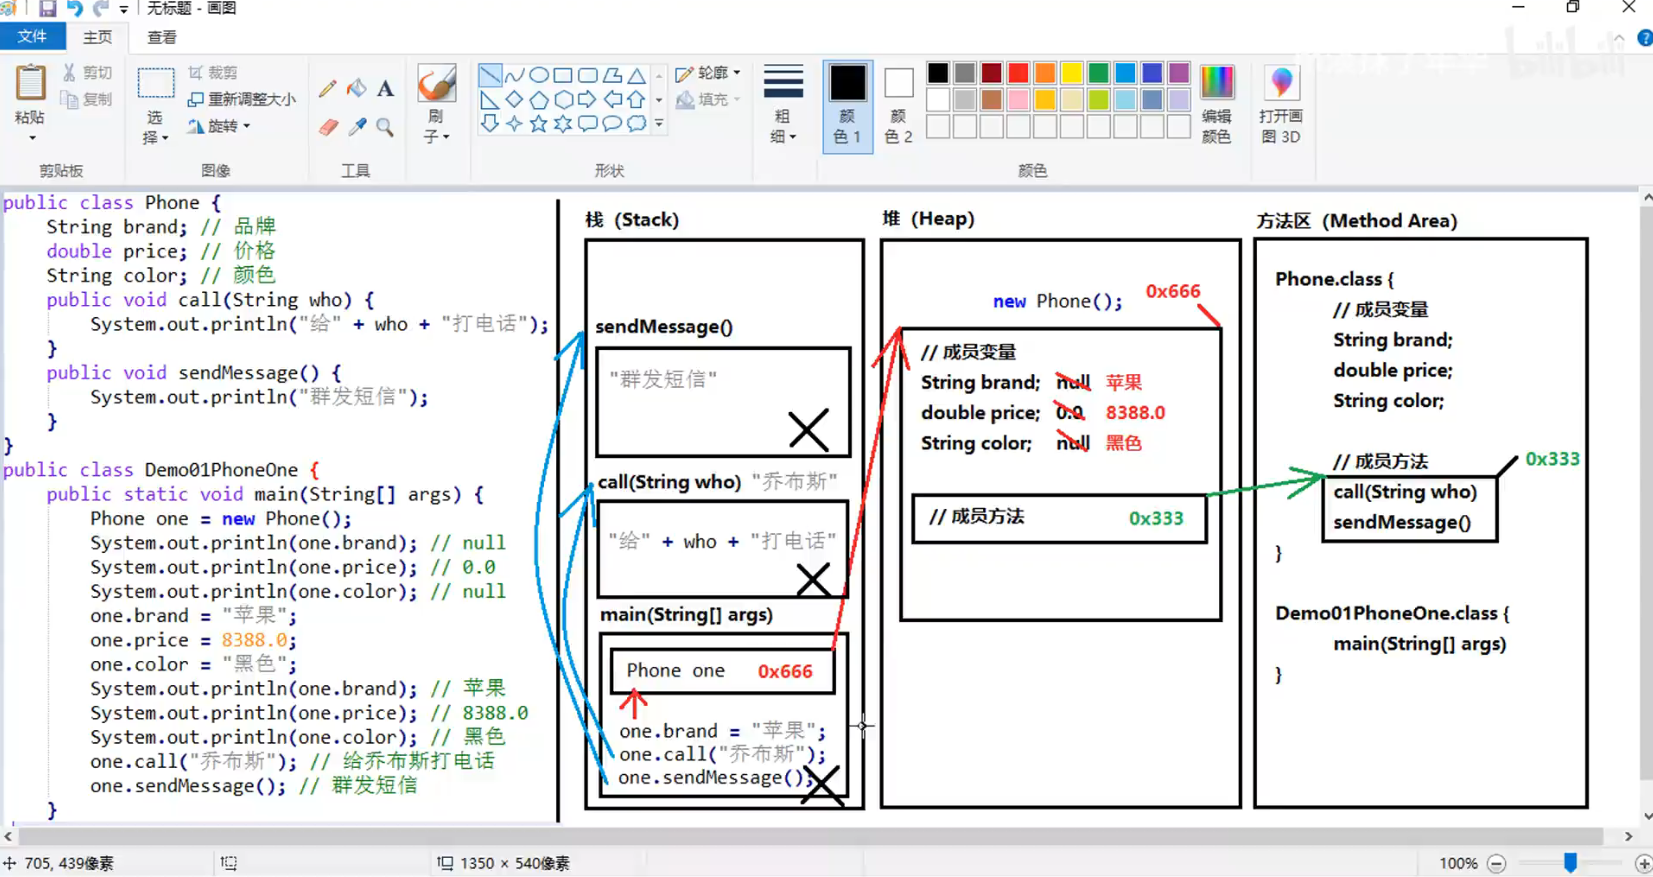 无标题 - 画图
文件 主页 查看
粘贴
剪切
复制
剪贴板
选择
裁剪
重新调整大小
旋转
图像
工具
刷子
轮廓
填充
形状
粗细
颜色 1
颜色 2
编辑颜色
颜色
打开画图 3D
bilibili
public class Phone {
String brand; // 品牌
double price; // 价格
String color; // 颜色
public void call(String who) {
System.out.println("给" + who + "打电话");
}
public void sendMessage() {
System.out.println("群发短信");
}
}
public class Demo01PhoneOne {
public static void main(String[] args) {
Phone one = new Phone();
System.out.println(one.brand); // null
System.out.println(one.price); // 0.0
System.out.println(one.color); // null
one.brand = "苹果";
one.price = 8388.0;
one.color = "黑色";
System.out.println(one.brand); // 苹果
System.out.println(one.price); // 8388.0
System.out.println(one.color); // 黑色
one.call("乔布斯"); // 给乔布斯打电话
one.sendMessage(); // 群发短信
}
栈（Stack)
sendMessage()
"群发短信"
call(String who) "乔布斯"
"给" + who + "打电话"
main(String[] args)
Phone one 0x666
one.brand = "苹果";
one.call("乔布斯");
one.sendMessage();
堆（Heap)
new Phone(); 0x666
// 成员变量
String brand; null 苹果
double price; 0.0 8388.0
String color; null 黑色
// 成员方法 0x333
方法区（Method Area)
Phone.class {
// 成员变量
String brand;
double price;
String color;
// 成员方法 0x333
call(String who)
sendMessage()
}
Demo01PhoneOne.class {
main(String[] args)
}
705, 439像素
1350 × 540像素
100%